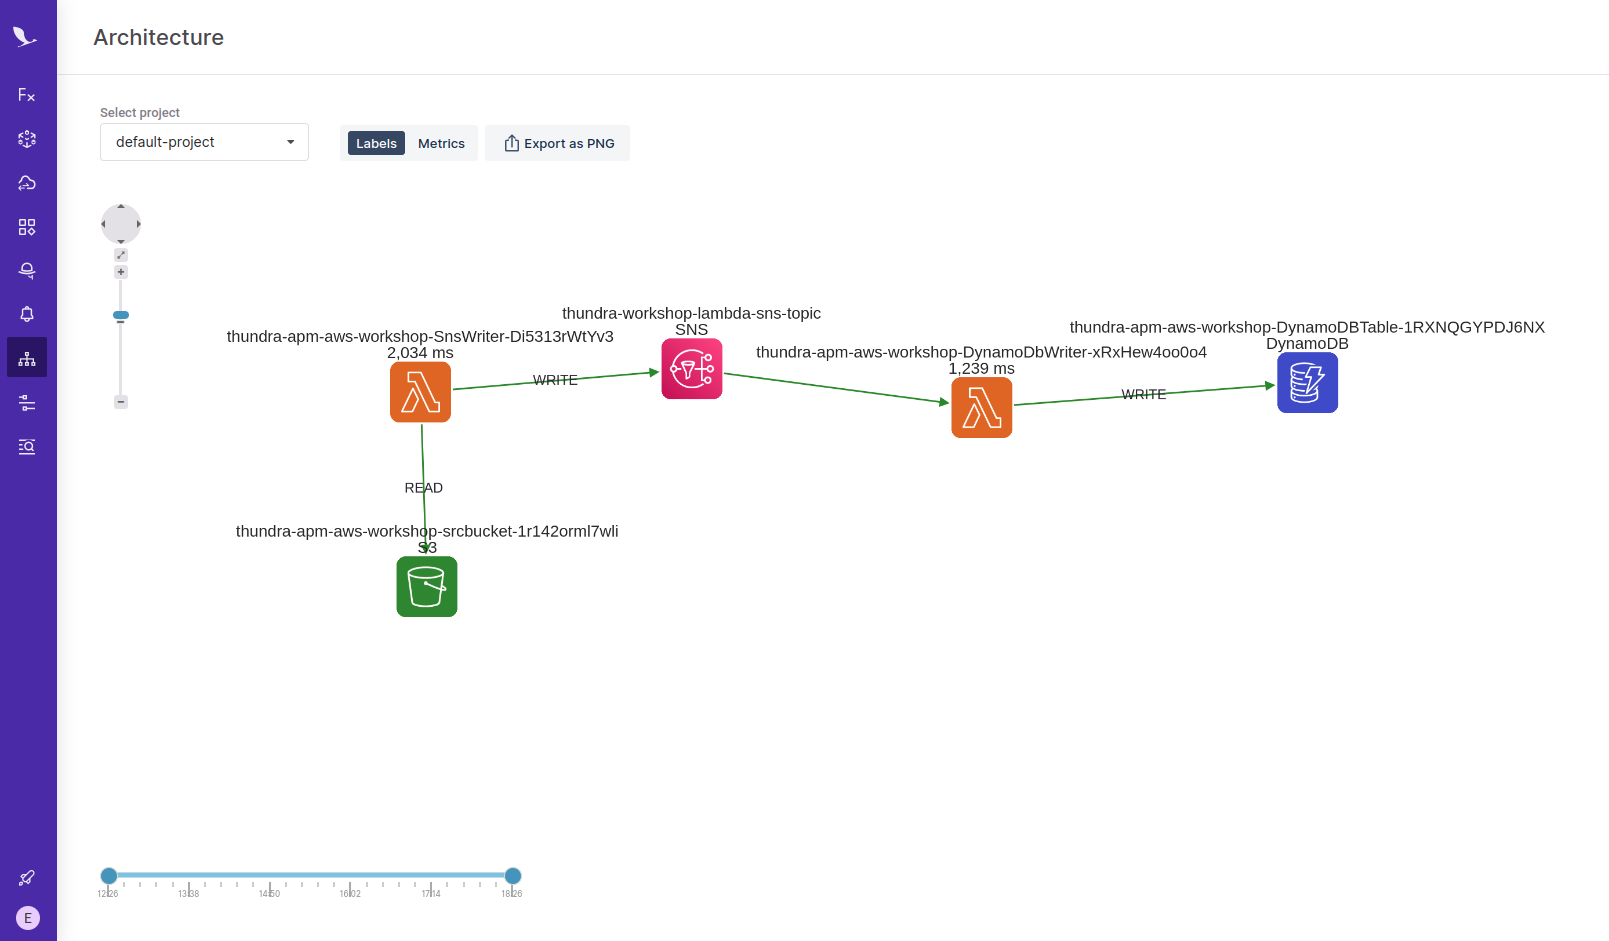 Architecture
Fx
Select project
default-project
Labels
Metrics
Export as PNG
thundra-workshop-lambda-sns-topic
SNS
thundra-apm-aws-workshop-DynamoDBTable-1RXNQGYPDJ6NX
DynamoDB
thundra-apm-aws-workshop-SnsWriter-Di5313rWtYv3
2,034 ms
thundra-apm-aws-workshop-DynamoDbWriter-xRxHew4oo0o4
1,239 ms
WRITE
WRITE
READ
thundra-apm-aws-workshop-srcbucket-1r142orml7wli
S3
12:26
13:38
14:50
16:02
17:14
18:26
E